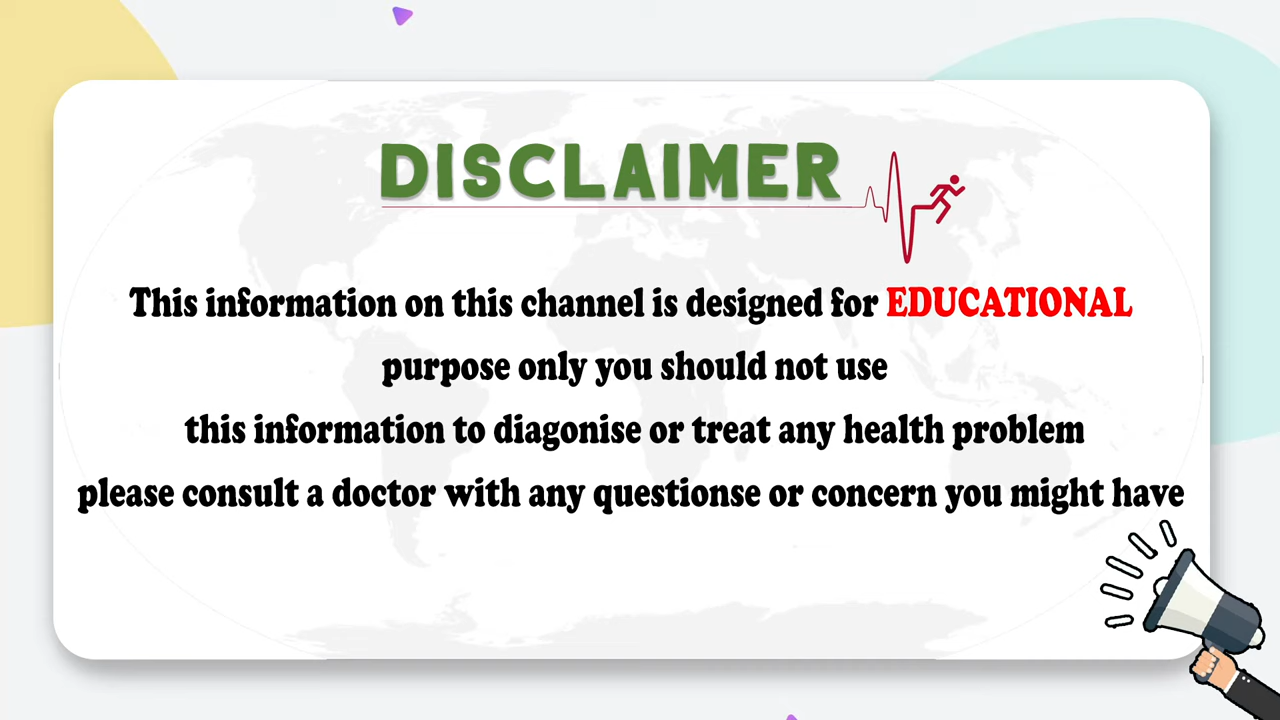 DISCLAIMER
This information on this channel is designed for EDUCATIONAL
purpose only you should not use
this information to diagonise or treat any health problem
please consult a doctor with any questionse or concern you might have